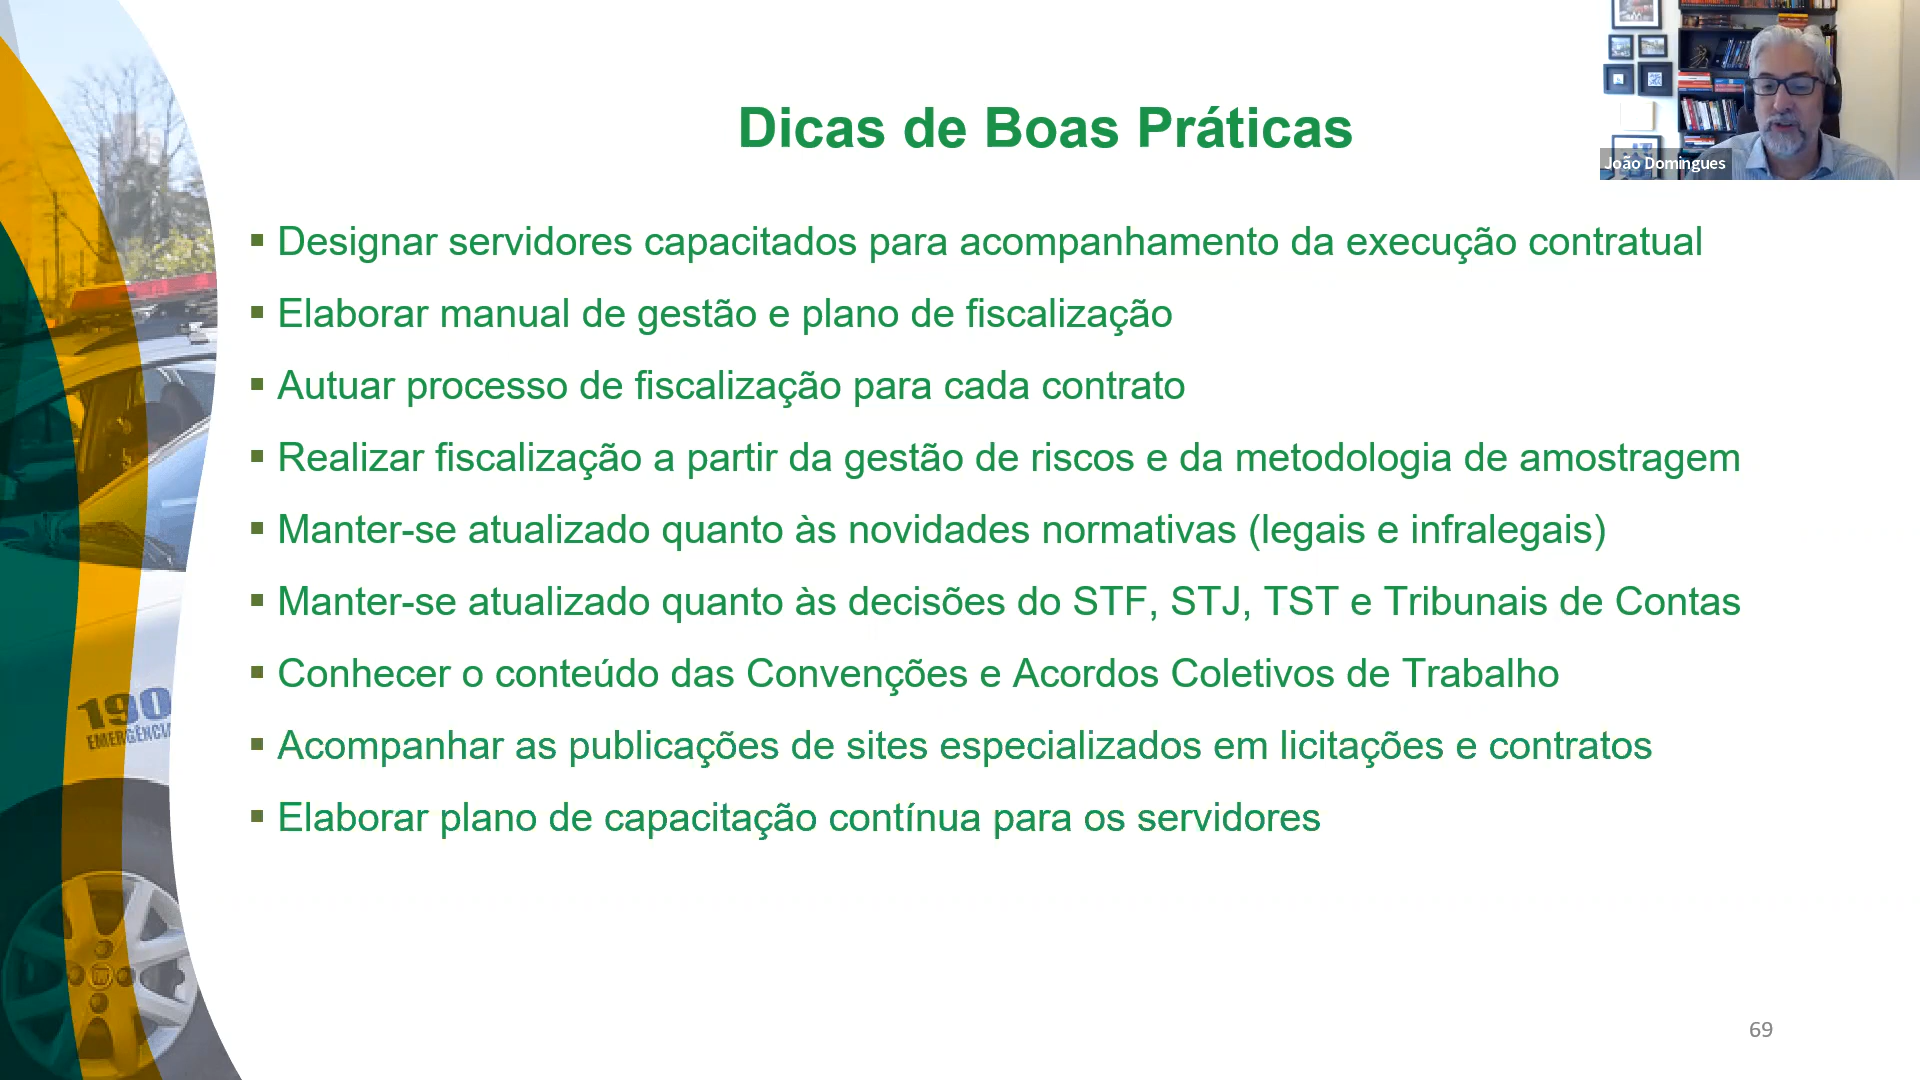 Dicas de Boas Práticas
João Domingues
▪ Designar servidores capacitados para acompanhamento da execução contratual
▪ Elaborar manual de gestão e plano de fiscalização
▪ Autuar processo de fiscalização para cada contrato
▪ Realizar fiscalização a partir da gestão de riscos e da metodologia de amostragem
▪ Manter-se atualizado quanto às novidades normativas (legais e infralegais)
▪ Manter-se atualizado quanto às decisões do STF, STJ, TST e Tribunais de Contas
▪ Conhecer o conteúdo das Convenções e Acordos Coletivos de Trabalho
▪ Acompanhar as publicações de sites especializados em licitações e contratos
▪ Elaborar plano de capacitação contínua para os servidores
190
69